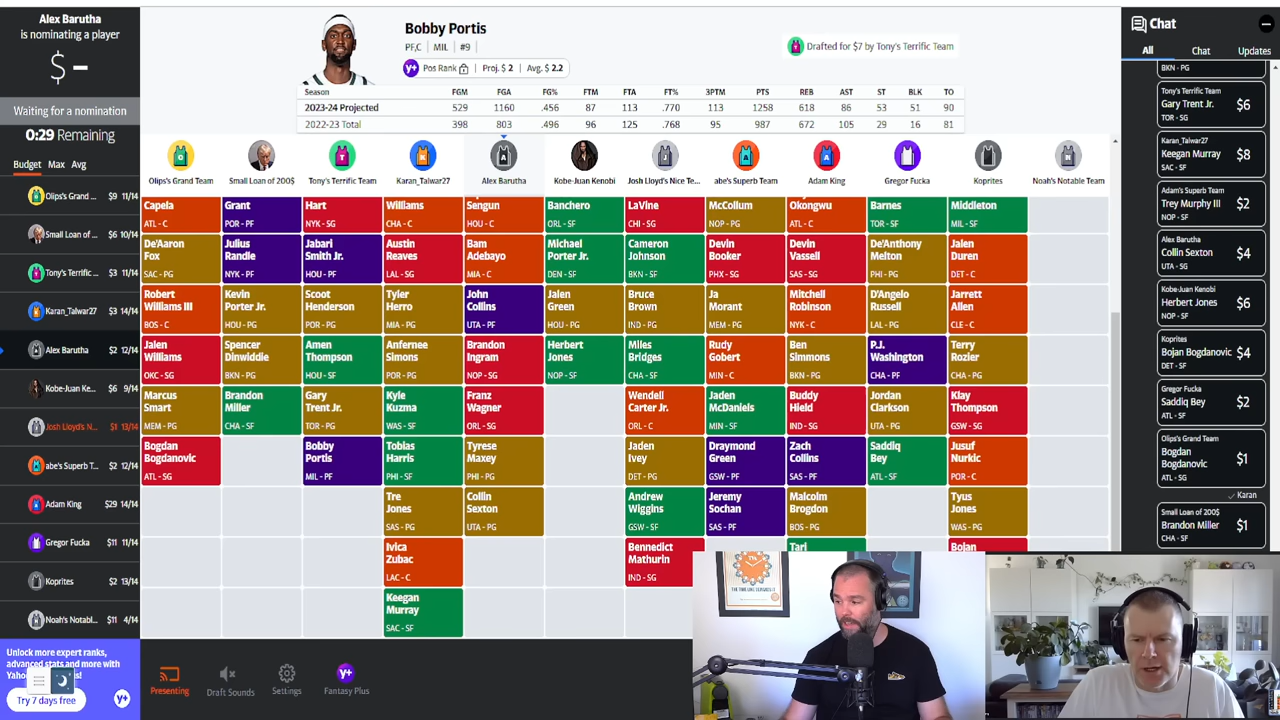 Alex Barutha
is nominating a player
$ –
Waiting for a nomination
0:29 Remaining
Budget Max Avg
Olips's Grand ... $9 11/14
Small Loan of ... $6 10/14
Tony's Terrific ... $3 11/14
Karan_Talwar27 $3 14/14
Alex Barutha $2 12/14
Kobe-Juan Ke... $6 9/14
Josh Lloyd's N... $1 13/14
abe's Superb T... $2 12/14
Adam King $29 14/14
Gregor Fucka $11 11/14
Koprites $2 13/14
Noah's Notabl... $11 4/14
Unlock more expert ranks,
advanced stats and more with
Try 7 days free
y+
Bobby Portis
PF,C MIL #9
y+ Pos Rank Proj. $ 2 Avg. $ 2.2
Drafted for $7 by Tony's Terrific Team
Season FGM FGA FG% FTM FTA FT% 3PTM PTS REB AST ST BLK TO
2023-24 Projected 529 1160 .456 87 113 .770 113 1258 618 86 53 51 90
2022-23 Total 398 803 .496 96 125 .768 95 987 672 105 29 16 81
Olips's Grand Team Small Loan of 200$ Tony's Terrific Team Karan_Talwar27 Alex Barutha Kobe-Juan Kenobi Josh Lloyd's Nice Te... abe's Superb Team Adam King Gregor Fucka Koprites Noah's Notable Team
Capela Grant Hart Williams Sengun Banchero LaVine McCollum Okongwu Barnes Middleton
ATL - C POR - PF NYK - SG CHA - C HOU - C ORL - SF CHI - SG NOP - SG ATL - C TOR - SF MIL - SF
De'Aaron Julius Jabari Austin Bam Michael Cameron Devin Devin De'Anthony Jalen
Fox Randle Smith Jr. Reaves Adebayo Porter Jr. Johnson Booker Vassell Melton Duren
SAC - PG NYK - PF HOU - PF LAL - SG MIA - C DEN - SF BKN - SF PHX - SG SAS - SG PHI - PG DET - C
Robert Kevin Scoot Tyler John Jalen Bruce Ja Mitchell D'Angelo Jarrett
Williams III Porter Jr. Henderson Herro Collins Green Brown Morant Robinson Russell Allen
BOS - C HOU - PG POR - PG MIA - PG UTA - PF HOU - PG IND - PG MEM - PG NYK - C LAL - PG CLE - C
Jalen Spencer Amen Anfernee Brandon Herbert Miles Rudy Ben P.J. Terry
Williams Dinwiddie Thompson Simons Ingram Jones Bridges Gobert Simmons Washington Rozier
OKC - SG BKN - PG HOU - SF POR - PG NOP - SG NOP - SF CHA - SF MIN - C BKN - PG CHA - PF CHA - PG
Marcus Brandon Gary Kyle Franz Wendell Jaden Buddy Jordan Klay
Smart Miller Trent Jr. Kuzma Wagner Carter Jr. McDaniels Hield Clarkson Thompson
MEM - PG CHA - SF TOR - PG WAS - SF ORL - SG ORL - C MIN - SF IND - SG UTA - PG GSW - SG
Bogdan Bobby Tobias Tyrese Jaden Draymond Zach Saddiq Jusuf
Bogdanovic Portis Harris Maxey Ivey Green Collins Bey Nurkic
ATL - SG MIL - PF PHI - SF PHI - PG DET - PG GSW - PF SAS - PF ATL - SF POR - C
Tre Collin Andrew Jeremy Malcolm Tyus
Jones Sexton Wiggins Sochan Brogdon Jones
SAS - PG UTA - PG GSW - SF SAS - PF BOS - PG WAS - PG
Ivica Bennedict Tari Bojan
Zubac Mathurin
LAC - C IND - SG
Keegan
Murray
SAC - SF
Presenting Draft Sounds Settings Fantasy Plus
y+
Chat
All Chat Updates
BKN - PG
Tony's Terrific Team
Gary Trent Jr. $6
TOR - SG
Karan_Talwar27
Keegan Murray $8
SAC - SF
Adam's Superb Team
Trey Murphy III $2
NOP - SF
Alex Barutha
Collin Sexton $4
UTA - SG
Kobe-Juan Kenobi
Herbert Jones $6
NOP - SF
Koprites
Bojan Bogdanovic $4
DET - SF
Gregor Fucka
Saddiq Bey $2
ATL - SF
Olips's Grand Team
Bogdan
Bogdanovic $1
ATL - SG
Karan
Small Loan of 200$
Brandon Miller $1
CHA - SF